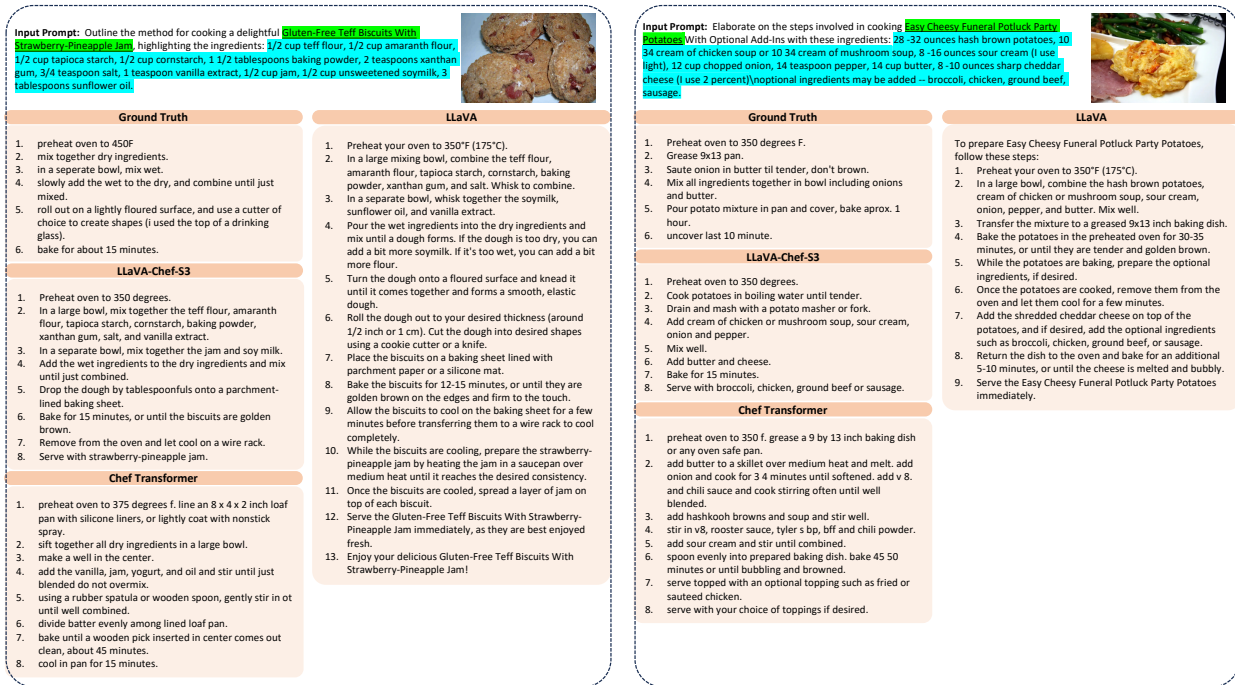 Input Prompt: Outline the method for cooking a delightful Gluten-Free Teff Biscuits With
Strawberry-Pineapple Jam, highlighting the ingredients: 1/2 cup teff flour, 1/2 cup amaranth flour,
1/2 cup tapioca starch, 1/2 cup cornstarch, 1 1/2 tablespoons baking powder, 2 teaspoons xanthan
gum, 3/4 teaspoon salt, 1 teaspoon vanilla extract, 1/2 cup jam, 1/2 cup unsweetened soymilk, 3
tablespoons sunflower oil.
Ground Truth
1. preheat oven to 450F
2. mix together dry ingredients.
3. in a seperate bowl, mix wet.
4. slowly add the wet to the dry, and combine until just
mixed.
5. roll out on a lightly floured surface, and use a cutter of
choice to create shapes (i used the top of a drinking
glass).
6. bake for about 15 minutes.
LLaVA-Chef-S3
1. Preheat oven to 350 degrees.
2. In a large bowl, mix together the teff flour, amaranth
flour, tapioca starch, cornstarch, baking powder,
xanthan gum, salt, and vanilla extract.
3. In a separate bowl, mix together the jam and soy milk.
4. Add the wet ingredients to the dry ingredients and mix
until just combined.
5. Drop the dough by tablespoonfuls onto a parchment-
lined baking sheet.
6. Bake for 15 minutes, or until the biscuits are golden
brown.
7. Remove from the oven and let cool on a wire rack.
8. Serve with strawberry-pineapple jam.
Chef Transformer
1. preheat oven to 375 degrees f. line an 8 x 4 x 2 inch loaf
pan with silicone liners, or lightly coat with nonstick
spray.
2. sift together all dry ingredients in a large bowl.
3. make a well in the center.
4. add the vanilla, jam, yogurt, and oil and stir until just
blended do not overmix.
5. using a rubber spatula or wooden spoon, gently stir in ot
until well combined.
6. divide batter evenly among lined loaf pan.
7. bake until a wooden pick inserted in center comes out
clean, about 45 minutes.
8. cool in pan for 15 minutes.
LLaVA
1. Preheat your oven to 350°F (175°C).
2. In a large mixing bowl, combine the teff flour,
amaranth flour, tapioca starch, cornstarch, baking
powder, xanthan gum, and salt. Whisk to combine.
3. In a separate bowl, whisk together the soymilk,
sunflower oil, and vanilla extract.
4. Pour the wet ingredients into the dry ingredients and
mix until a dough forms. If the dough is too dry, you can
add a bit more soymilk. If it's too wet, you can add a bit
more flour.
5. Turn the dough onto a floured surface and knead it
until it comes together and forms a smooth, elastic
dough.
6. Roll the dough out to your desired thickness (around
1/2 inch or 1 cm). Cut the dough into desired shapes
using a cookie cutter or a knife.
7. Place the biscuits on a baking sheet lined with
parchment paper or a silicone mat.
8. Bake the biscuits for 12-15 minutes, or until they are
golden brown on the edges and firm to the touch.
9. Allow the biscuits to cool on the baking sheet for a few
minutes before transferring them to a wire rack to cool
completely.
10. While the biscuits are cooling, prepare the strawberry-
pineapple jam by heating the jam in a saucepan over
medium heat until it reaches the desired consistency.
11. Once the biscuits are cooled, spread a layer of jam on
top of each biscuit.
12. Serve the Gluten-Free Teff Biscuits With Strawberry-
Pineapple Jam immediately, as they are best enjoyed
fresh.
13. Enjoy your delicious Gluten-Free Teff Biscuits With
Strawberry-Pineapple Jam!
Input Prompt: Elaborate on the steps involved in cooking Easy Cheesy Funeral Potluck Party
Potatoes With Optional Add-Ins with these ingredients: 28 -32 ounces hash brown potatoes, 10
34 cream of chicken soup or 10 34 cream of mushroom soup, 8 -16 ounces sour cream (I use
light), 12 cup chopped onion, 14 teaspoon pepper, 14 cup butter, 8 -10 ounces sharp cheddar
cheese (I use 2 percent)\noptional ingredients may be added -- broccoli, chicken, ground beef,
sausage.
Ground Truth
1. Preheat oven to 350 degrees F.
2. Grease 9x13 pan.
3. Saute onion in butter til tender, don't brown.
4. Mix all ingredients together in bowl including onions
and butter.
5. Pour potato mixture in pan and cover, bake aprox. 1
hour.
6. uncover last 10 minute.
LLaVA-Chef-S3
1. Preheat oven to 350 degrees.
2. Cook potatoes in boiling water until tender.
3. Drain and mash with a potato masher or fork.
4. Add cream of chicken or mushroom soup, sour cream,
onion and pepper.
5. Mix well.
6. Add butter and cheese.
7. Bake for 15 minutes.
8. Serve with broccoli, chicken, ground beef or sausage.
Chef Transformer
1. preheat oven to 350 f. grease a 9 by 13 inch baking dish
or any oven safe pan.
2. add butter to a skillet over medium heat and melt. add
onion and cook for 3 4 minutes until softened. add v 8.
and chili sauce and cook stirring often until well
blended.
3. add hashkooh browns and soup and stir well.
4. stir in v8, rooster sauce, tyler s bp, bff and chili powder.
5. add sour cream and stir until combined.
6. spoon evenly into prepared baking dish. bake 45 50
minutes or until bubbling and browned.
7. serve topped with an optional topping such as fried or
sauteed chicken.
8. serve with your choice of toppings if desired.
LLaVA
To prepare Easy Cheesy Funeral Potluck Party Potatoes,
follow these steps:
1. Preheat your oven to 350°F (175°C).
2. In a large bowl, combine the hash brown potatoes,
cream of chicken or mushroom soup, sour cream,
onion, pepper, and butter. Mix well.
3. Transfer the mixture to a greased 9x13 inch baking dish.
4. Bake the potatoes in the preheated oven for 30-35
minutes, or until they are tender and golden brown.
5. While the potatoes are baking, prepare the optional
ingredients, if desired.
6. Once the potatoes are cooked, remove them from the
oven and let them cool for a few minutes.
7. Add the shredded cheddar cheese on top of the
potatoes, and if desired, add the optional ingredients
such as broccoli, chicken, ground beef, or sausage.
8. Return the dish to the oven and bake for an additional
5-10 minutes, or until the cheese is melted and bubbly.
9. Serve the Easy Cheesy Funeral Potluck Party Potatoes
immediately.